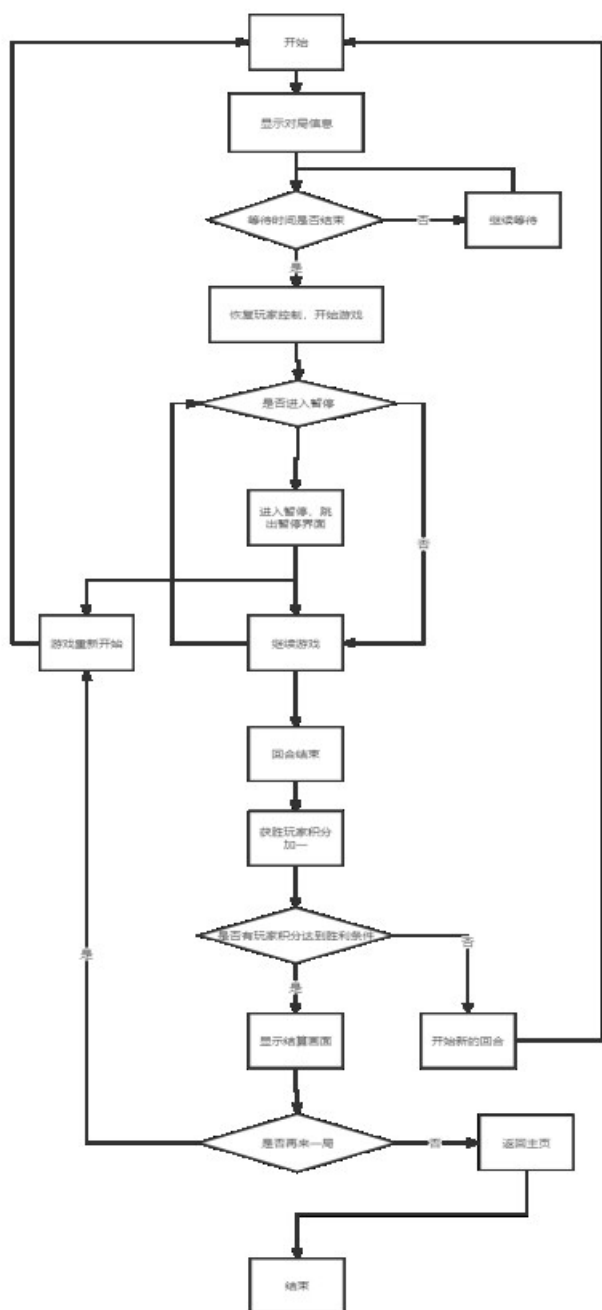 开始
显示对局信息
等待时间是否结束
否
继续等待
是
恢复玩家控制，开始游戏
是否进入暂停
进入暂停，跳
出暂停界面
否
游戏重新开始
继续游戏
回合结束
获胜玩家积分
加一
是否有玩家积分达到胜利条件
否
是
是
显示结算画面
开始新的回合
是否再来一局
否
返回主页
结束